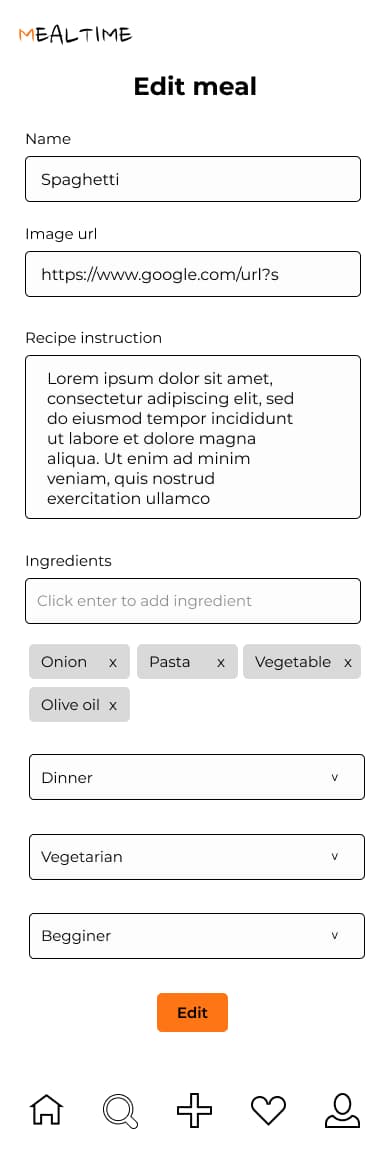 MEALTIME
Edit meal
Name
Spaghetti
Image url
https://www.google.com/url?s
Recipe instruction
Lorem ipsum dolor sit amet,
consectetur adipiscing elit, sed
do eiusmod tempor incididunt
ut labore et dolore magna
aliqua. Ut enim ad minim
veniam, quis nostrud
exercitation ullamco
Ingredients
Click enter to add ingredient
Onion x Pasta x Vegetable x
Olive oil x
Dinner v
Vegetarian v
Begginer v
Edit